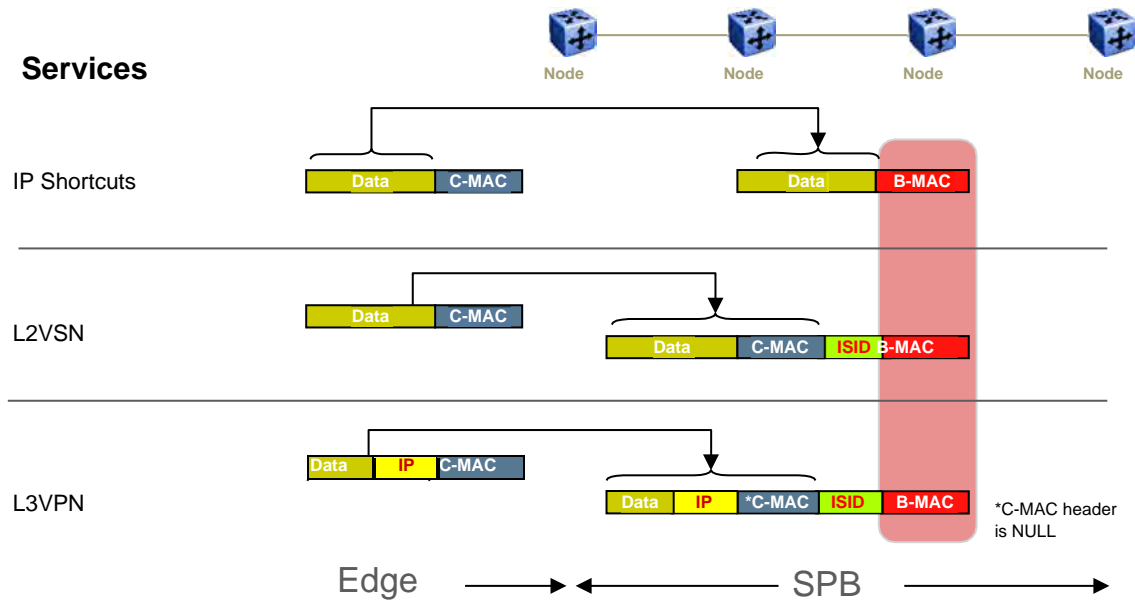 Services
Node Node Node Node
IP Shortcuts
Data C-MAC
Data B-MAC
L2VSN
Data C-MAC
Data C-MAC ISID B-MAC
L3VPN
Data IP C-MAC
Data IP *C-MAC ISID B-MAC
*C-MAC header
is NULL
Edge SPB